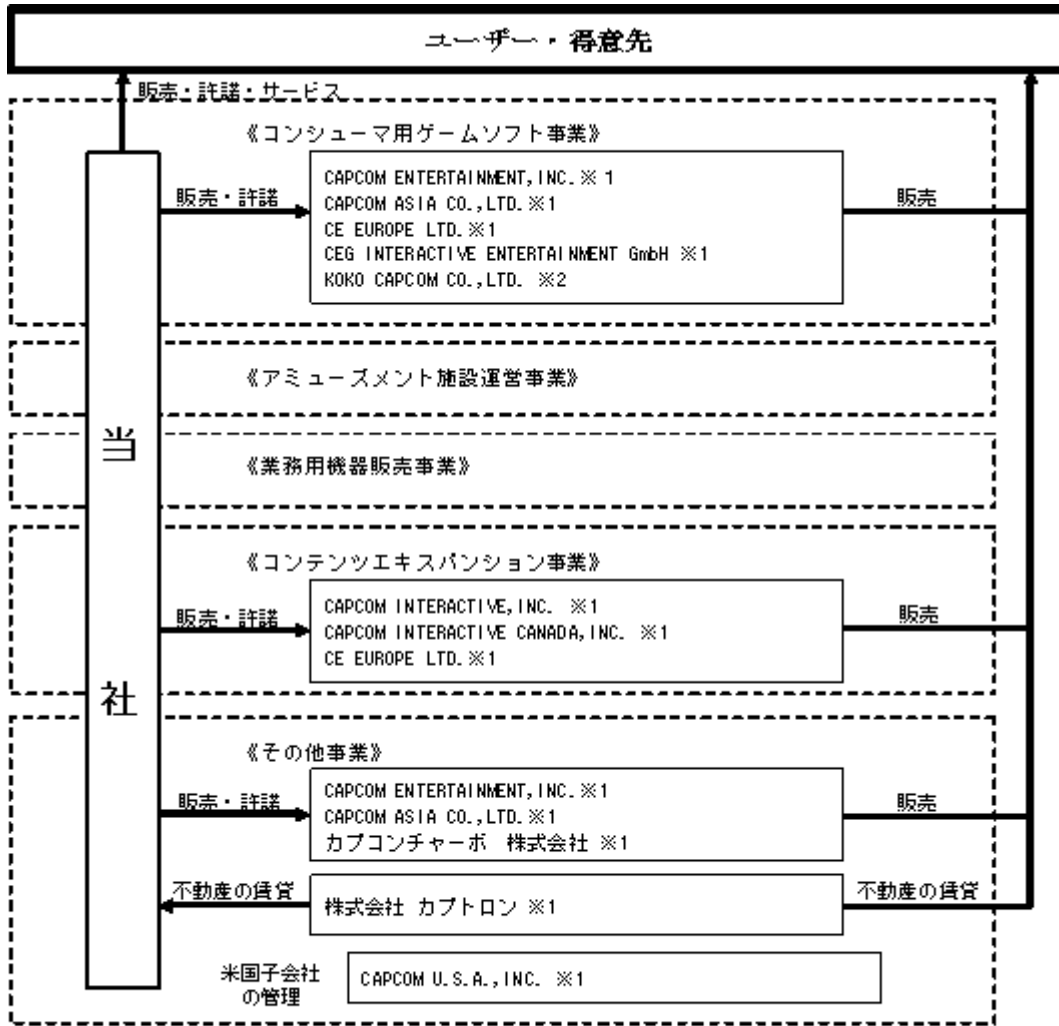 ユーザー・得意先
販売・許諾・サービス
《コンシューマ用ゲームソフト事業》
販売・許諾
CAPCOM ENTERTAINMENT,INC.※1
CAPCOM ASIA CO.,LTD.※1
CE EUROPE LTD.※1
CEG INTERACTIVE ENTERTAINMENT GmbH ※1
KOKO CAPCOM CO.,LTD. ※2
販売
《アミューズメント施設運営事業》
当社
《業務用機器販売事業》
《コンテンツエキスパンション事業》
販売・許諾
CAPCOM INTERACTIVE,INC. ※1
CAPCOM INTERACTIVE CANADA,INC. ※1
CE EUROPE LTD.※1
販売
《その他事業》
販売・許諾
CAPCOM ENTERTAINMENT,INC.※1
CAPCOM ASIA CO.,LTD.※1
カプコンチャーボ 株式会社 ※1
販売
不動産の賃貸
株式会社 カプトロン ※1
不動産の賃貸
米国子会社
の管理
CAPCOM U.S.A.,INC. ※1